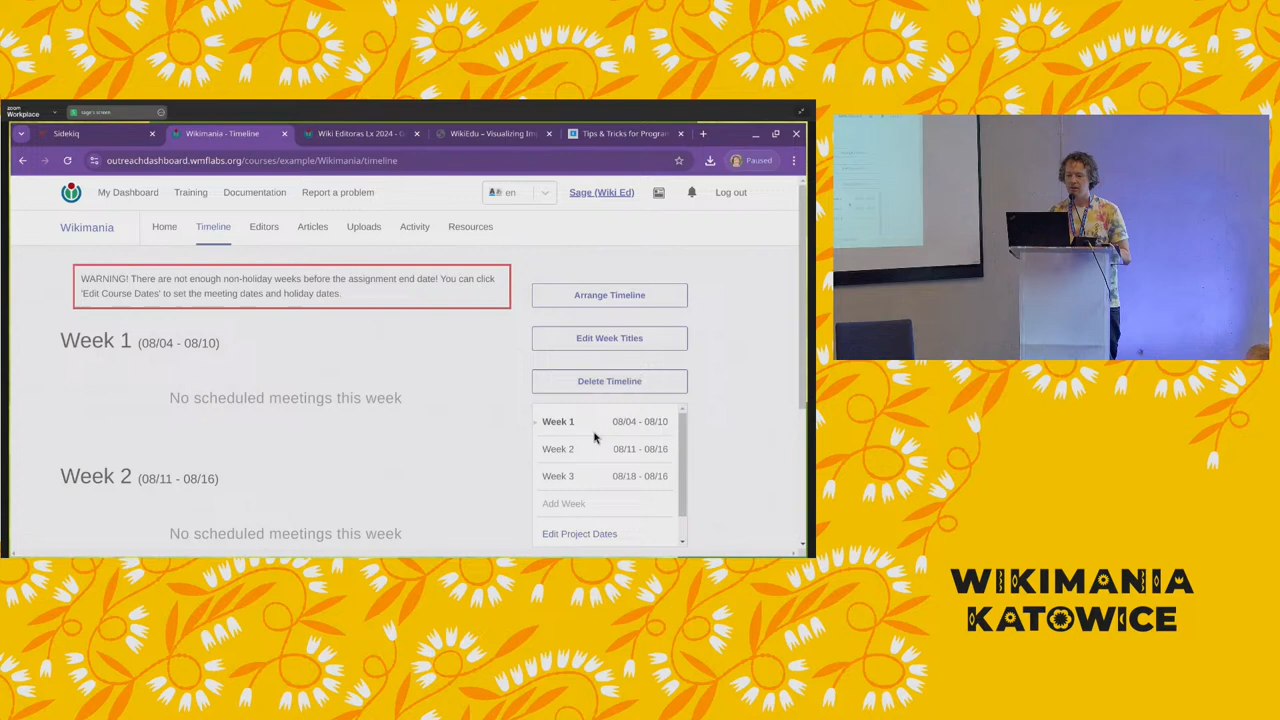 zoom
Workplace
Sage's screen
Sidekiq
Wikimania - Timeline
Wiki Editoras Lx 2024 - G
WikiEdu – Visualizing Im
Tips & Tricks for Program
outreachdashboard.wmflabs.org/courses/example/Wikimania/timeline
Paused
My Dashboard
Training
Documentation
Report a problem
en
Sage (Wiki Ed)
Log out
Wikimania
Home
Timeline
Editors
Articles
Uploads
Activity
Resources
WARNING! There are not enough non-holiday weeks before the assignment end date! You can click
'Edit Course Dates' to set the meeting dates and holiday dates.
Week 1 (08/04 - 08/10)
No scheduled meetings this week
Week 2 (08/11 - 08/16)
No scheduled meetings this week
Arrange Timeline
Edit Week Titles
Delete Timeline
Week 1 08/04 - 08/10
Week 2 08/11 - 08/16
Week 3 08/18 - 08/16
Add Week
Edit Project Dates
WIKIMANIA
KATOWICE